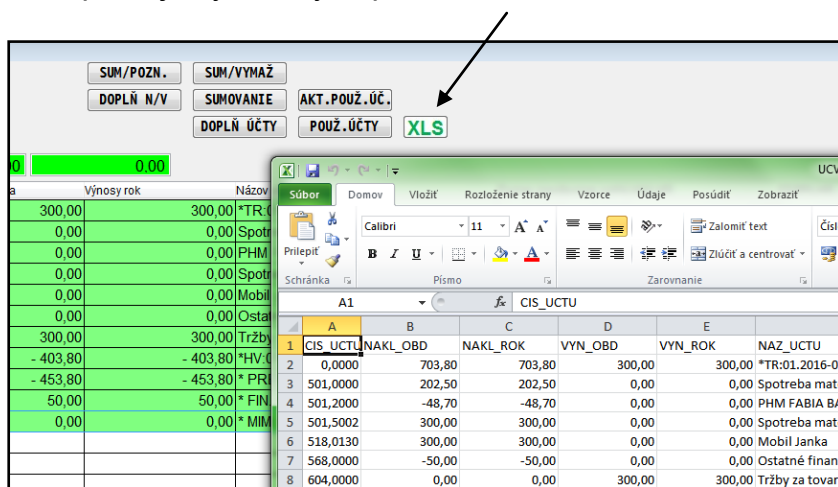 SUM/POZN. SUM/VYMAŽ
DOPLŇ N/V SUMOVANIE AKT.POUŽ.ÚČ.
DOPLŇ ÚČTY POUŽ.ÚČTY XLS
0,00
Výnosy rok Názov
300,00 300,00 *TR:0
0,00 0,00 Spotr
0,00 0,00 PHM
0,00 0,00 Spotr
0,00 0,00 Mobil
0,00 0,00 Ostat
300,00 300,00 Tržby
- 403,80 - 403,80 *HV:0
- 453,80 - 453,80 * PRE
50,00 50,00 * FIN
0,00 0,00 * MIM
UCV
Súbor Domov Vložiť Rozloženie strany Vzorce Údaje Posúdiť Zobraziť
Prilepiť Calibri 11 A A Zalomiť text Čísl
B I U A Zlúčiť a centrovať
Schránka Písmo Zarovnanie
A1 fx CIS_UCTU
A B C D E
1 CIS_UCTU NAKL_OBD NAKL_ROK VYN_OBD VYN_ROK NAZ_UCTU
2 0,0000 703,80 703,80 300,00 300,00 *TR:01.2016-0
3 501,0000 202,50 202,50 0,00 0,00 Spotreba mat
4 501,2000 -48,70 -48,70 0,00 0,00 PHM FABIA BA
5 501,5002 300,00 300,00 0,00 0,00 Spotreba mat
6 518,0130 300,00 300,00 0,00 0,00 Mobil Janka
7 568,0000 -50,00 -50,00 0,00 0,00 Ostatné finan
8 604,0000 0,00 0,00 300,00 300,00 Tržby za tovar